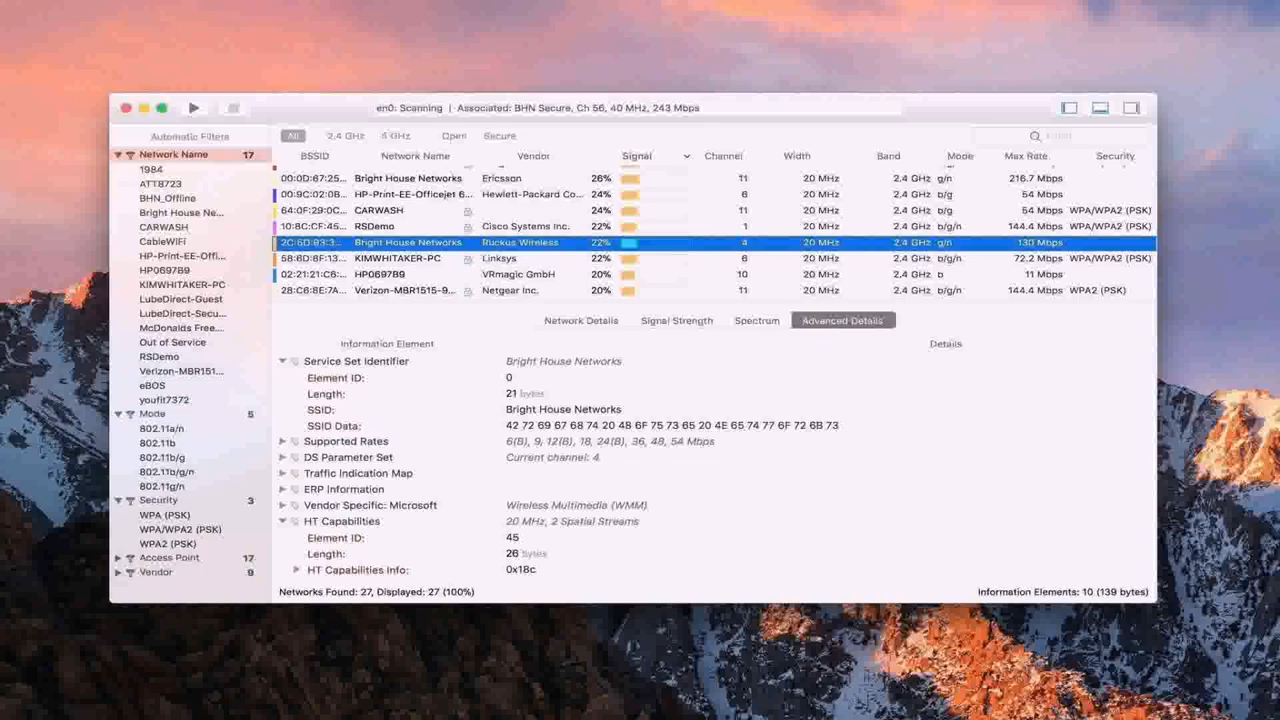 en0: Scanning | Associated: BHN Secure, Ch 56, 40 MHz, 243 Mbps
Automatic Filters
All 2.4 GHz 5 GHz Open Secure
BSSID Network Name Vendor Signal Channel Width Band Mode Max Rate Security
00:0D:67:25... Bright House Networks Ericsson 26% 11 20 MHz 2.4 GHz g/n 216.7 Mbps
00:9C:02:0B... HP-Print-EE-Officejet 6... Hewlett-Packard Co... 24% 6 20 MHz 2.4 GHz b/g 54 Mbps
64:0F:29:0C... CARWASH 24% 11 20 MHz 2.4 GHz b/g 54 Mbps WPA/WPA2 (PSK)
10:8C:CF:45... RSDemo Cisco Systems Inc. 22% 1 20 MHz 2.4 GHz b/g/n 144.4 Mbps WPA/WPA2 (PSK)
2C:5D:93:3... Bright House Networks Ruckus Wireless 22% 4 20 MHz 2.4 GHz g/n 130 Mbps
58:6D:8F:13... KIMWHITAKER-PC Linksys 22% 6 20 MHz 2.4 GHz b/g/n 72.2 Mbps WPA/WPA2 (PSK)
02:21:21:C6:... HP0697B9 VRmagic GmbH 20% 10 20 MHz 2.4 GHz b 11 Mbps
28:C6:8E:7A... Verizon-MBR1515-9... Netgear Inc. 20% 11 20 MHz 2.4 GHz b/g/n 144.4 Mbps WPA2 (PSK)
Network Name 17
1984
ATT8723
BHN_Offline
Bright House Ne...
CARWASH
CableWiFi
HP-Print-EE-Offi...
HP0697B9
KIMWHITAKER-PC
LubeDirect-Guest
LubeDirect-Secu...
McDonalds Free...
Out of Service
RSDemo
Verizon-MBR151...
eBOS
youfit7372
Mode 5
802.11a/n
802.11b
802.11b/g
802.11b/g/n
802.11g/n
Security 3
WPA (PSK)
WPA/WPA2 (PSK)
WPA2 (PSK)
Access Point 17
Vendor 9
Network Details Signal Strength Spectrum Advanced Details
Information Element Details
Service Set Identifier Bright House Networks
Element ID: 0
Length: 21 bytes
SSID: Bright House Networks
SSID Data: 42 72 69 67 68 74 20 48 6F 75 73 65 20 4E 65 74 77 6F 72 6B 73
Supported Rates 6(B), 9, 12(B), 18, 24(B), 36, 48, 54 Mbps
DS Parameter Set Current channel: 4
Traffic Indication Map
ERP Information
Vendor Specific: Microsoft Wireless Multimedia (WMM)
HT Capabilities 20 MHz, 2 Spatial Streams
Element ID: 45
Length: 26 bytes
HT Capabilities Info: 0x18c
Networks Found: 27, Displayed: 27 (100%)
Information Elements: 10 (139 bytes)